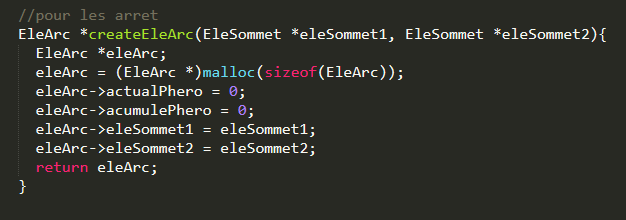 //pour les arret
EleArc *createEleArc(EleSommet *eleSommet1, EleSommet *eleSommet2){
  EleArc *eleArc;
  eleArc = (EleArc *)malloc(sizeof(EleArc));
  eleArc->actualPhero = 0;
  eleArc->acumulePhero = 0;
  eleArc->eleSommet1 = eleSommet1;
  eleArc->eleSommet2 = eleSommet2;
  return eleArc;
}